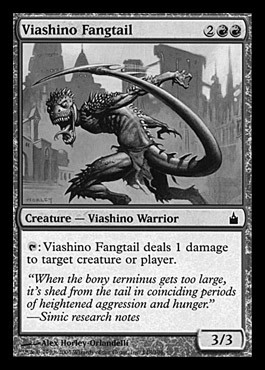 Viashino Fangtail 2
HORLEY
Creature — Viashino Warrior
: Viashino Fangtail deals 1 damage
to target creature or player.
"When the bony terminus gets too large,
it's shed from the tail in coinciding periods
of heightened aggression and hunger."
—Simic research notes
Alex Horley-Orlandelli
3/3